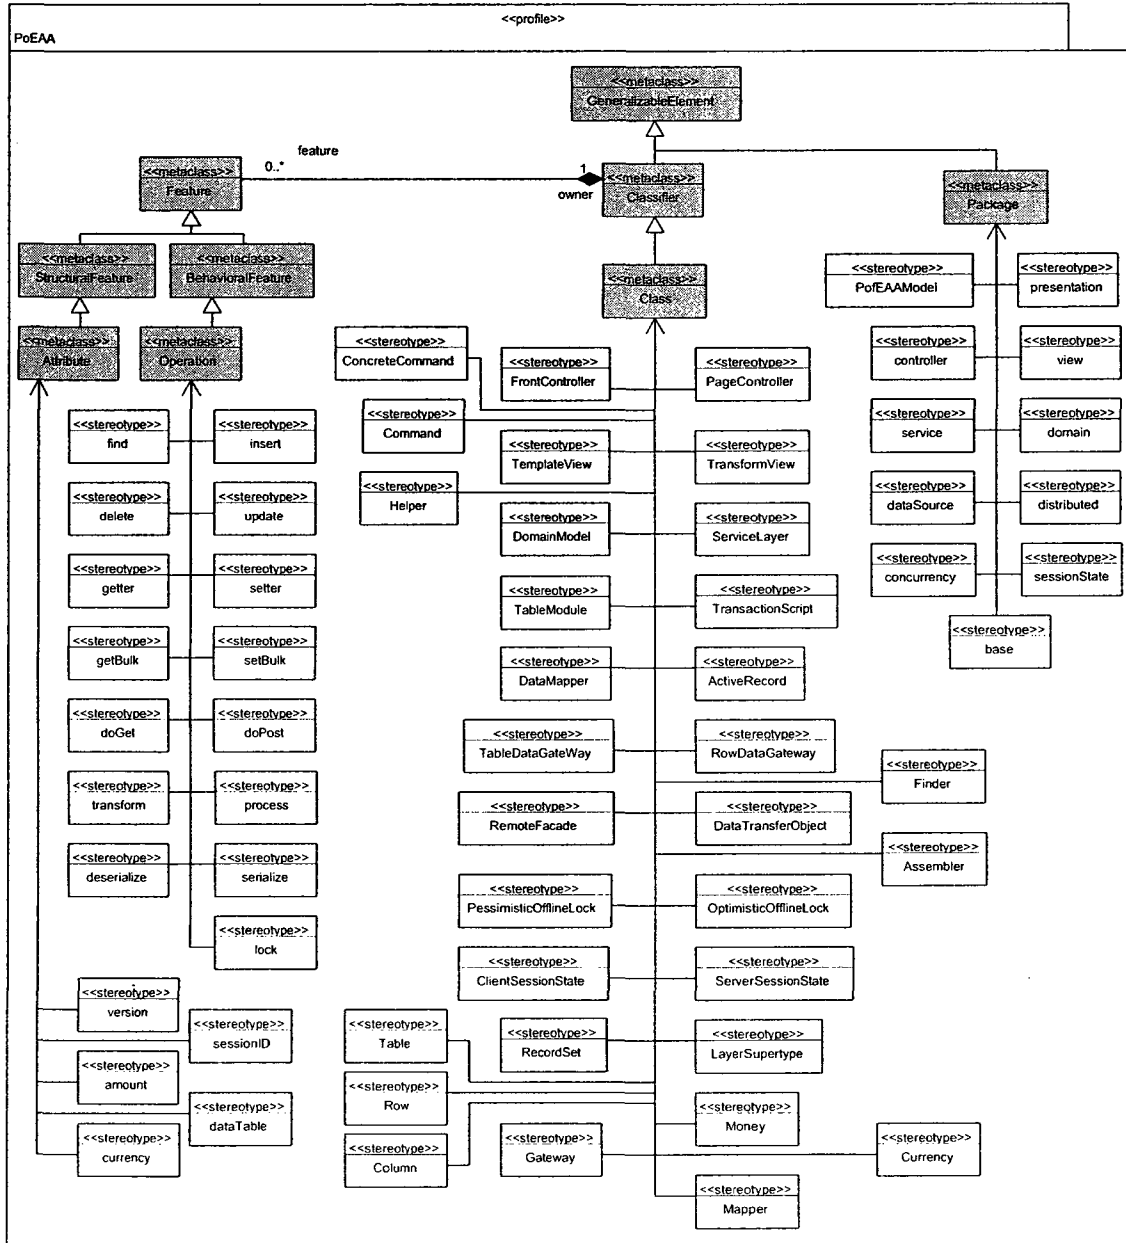 <<profile>>
PoEAA
<<metaclass>>
GeneralizableElement
feature
0..*
1
owner
<<metaclass>>
Feature
<<metaclass>>
Classifier
<<metaclass>>
Package
<<metaclass>>
StructuralFeature
<<metaclass>>
BehavioralFeature
<<metaclass>>
Class
<<stereotype>>
PofEAAModel
<<stereotype>>
presentation
<<metaclass>>
Attribute
<<metaclass>>
Operation
<<stereotype>>
ConcreteCommand
<<stereotype>>
FrontController
<<stereotype>>
PageController
<<stereotype>>
controller
<<stereotype>>
view
<<stereotype>>
find
<<stereotype>>
insert
<<stereotype>>
Command
<<stereotype>>
TemplateView
<<stereotype>>
TransformView
<<stereotype>>
service
<<stereotype>>
domain
<<stereotype>>
delete
<<stereotype>>
update
<<stereotype>>
Helper
<<stereotype>>
DomainModel
<<stereotype>>
ServiceLayer
<<stereotype>>
dataSource
<<stereotype>>
distributed
<<stereotype>>
getter
<<stereotype>>
setter
<<stereotype>>
TableModule
<<stereotype>>
TransactionScript
<<stereotype>>
concurrency
<<stereotype>>
sessionState
<<stereotype>>
base
<<stereotype>>
getBulk
<<stereotype>>
setBulk
<<stereotype>>
DataMapper
<<stereotype>>
ActiveRecord
<<stereotype>>
doGet
<<stereotype>>
doPost
<<stereotype>>
TableDataGateWay
<<stereotype>>
RowDataGateway
<<stereotype>>
Finder
<<stereotype>>
transform
<<stereotype>>
process
<<stereotype>>
RemoteFacade
<<stereotype>>
DataTransferObject
<<stereotype>>
Assembler
<<stereotype>>
deserialize
<<stereotype>>
serialize
<<stereotype>>
PessimisticOfflineLock
<<stereotype>>
OptimisticOfflineLock
<<stereotype>>
lock
<<stereotype>>
ClientSessionState
<<stereotype>>
ServerSessionState
<<stereotype>>
version
<<stereotype>>
sessionID
<<stereotype>>
Table
<<stereotype>>
RecordSet
<<stereotype>>
LayerSupertype
<<stereotype>>
amount
<<stereotype>>
dataTable
<<stereotype>>
Row
<<stereotype>>
Money
<<stereotype>>
currency
<<stereotype>>
Column
<<stereotype>>
Gateway
<<stereotype>>
Currency
<<stereotype>>
Mapper